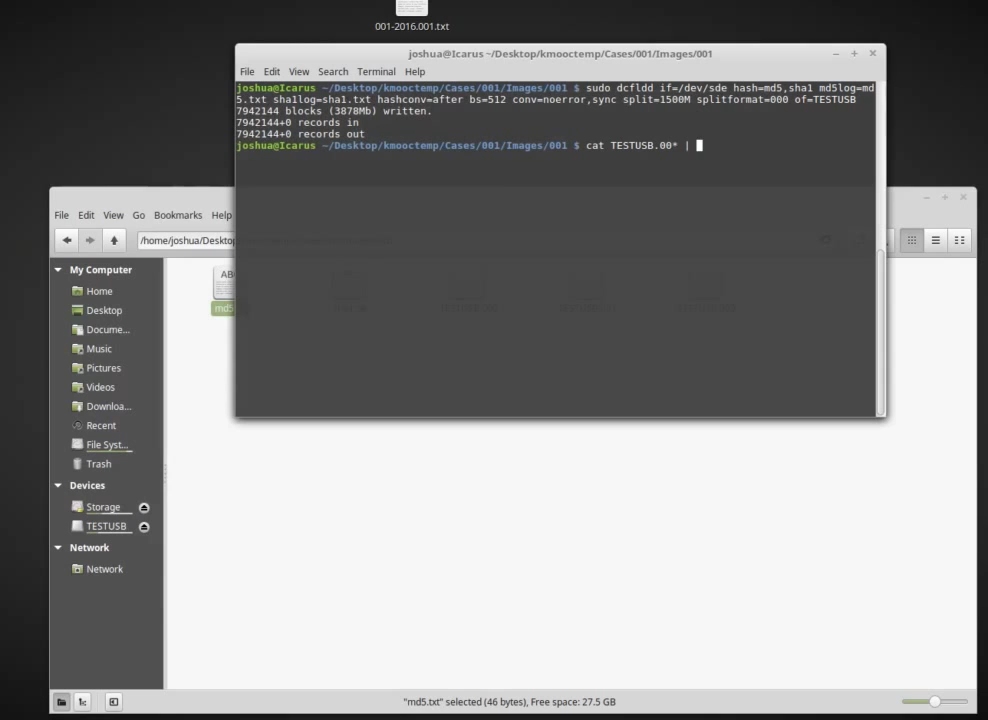 001-2016.001.txt
joshua@Icarus ~/Desktop/kmooctemp/Cases/001/Images/001
File Edit View Search Terminal Help
joshua@Icarus ~/Desktop/kmooctemp/Cases/001/Images/001 $ sudo dcfldd if=/dev/sde hash=md5,sha1 md5log=md
5.txt sha1log=sha1.txt hashconv=after bs=512 conv=noerror,sync split=1500M splitformat=000 of=TESTUSB
7942144 blocks (3878Mb) written.
7942144+0 records in
7942144+0 records out
joshua@Icarus ~/Desktop/kmooctemp/Cases/001/Images/001 $ cat TESTUSB.00* |
File Edit View Go Bookmarks Help
/home/joshua/Desktop
My Computer
Home
Desktop
Docume...
Music
Pictures
Videos
Downloa...
Recent
File Syst...
Trash
Devices
Storage
TESTUSB
Network
Network
md5
"md5.txt" selected (46 bytes), Free space: 27.5 GB